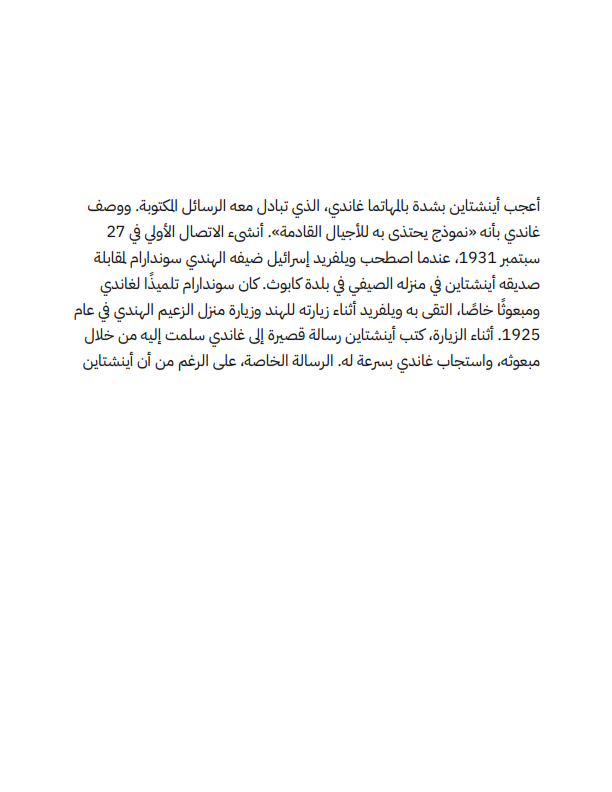 أعجب أينشتاين بشدة بالمهاتما غاندي، الذي تبادل معه الرسائل المكتوبة. ووصف
غاندي بأنه «نموذج يحتذى به للأجيال القادمة». أنشىء الاتصال الأولي في 27
سبتمبر 1931، عندما اصطحب ويلفريد إسرائيل ضيفه الهندي سوندارام لمقابلة
صديقه أينشتاين في منزله الصيفي في بلدة كابوث. كان سوندارام تلميذًا لغاندي
ومبعوثًا خاصًا، التقى به ويلفريد أثناء زيارته للهند وزيارة منزل الزعيم الهندي في عام
1925. أثناء الزيارة، كتب أينشتاين رسالة قصيرة إلى غاندي سلمت إليه من خلال
مبعوثه، واستجاب غاندي بسرعة له. الرسالة الخاصة، على الرغم من أن أينشتاين